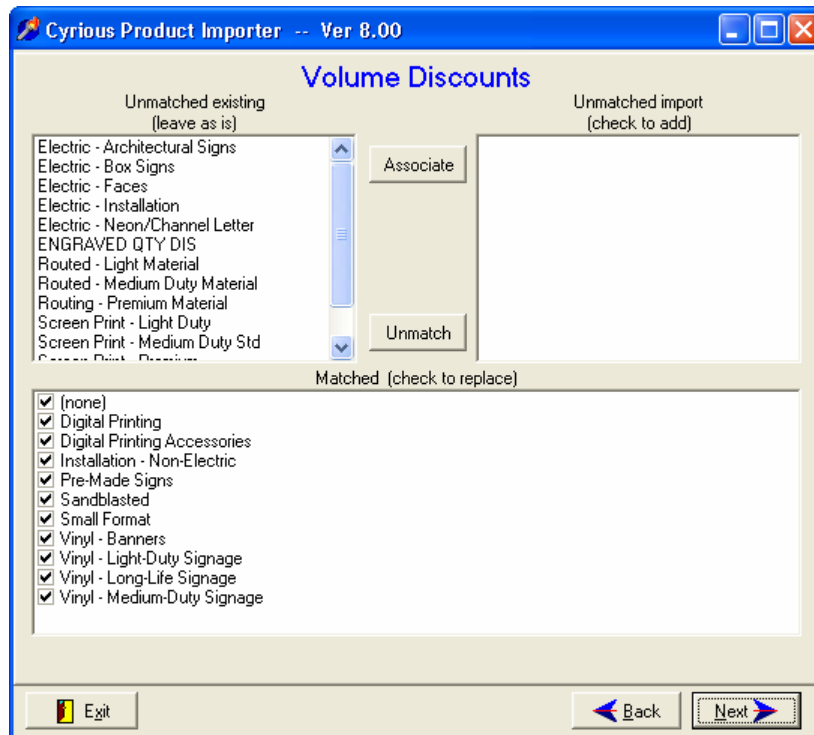 Cyrious Product Importer -- Ver 8.00
Volume Discounts
Unmatched existing
(leave as is)
Unmatched import
(check to add)
Electric - Architectural Signs
Electric - Box Signs
Electric - Faces
Electric - Installation
Electric - Neon/Channel Letter
ENGRAVED QTY DIS
Routed - Light Material
Routed - Medium Duty Material
Routing - Premium Material
Screen Print - Light Duty
Screen Print - Medium Duty Std
Screen Print - Premium
Associate
Unmatch
Matched (check to replace)
(none)
Digital Printing
Digital Printing Accessories
Installation - Non-Electric
Pre-Made Signs
Sandblasted
Small Format
Vinyl - Banners
Vinyl - Light-Duty Signage
Vinyl - Long-Life Signage
Vinyl - Medium-Duty Signage
Exit
Back
Next